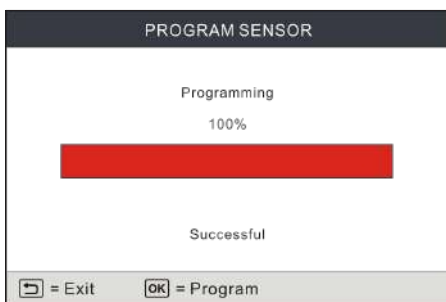 PROGRAM SENSOR
Programming
100%
Successful
= Exit OK = Program